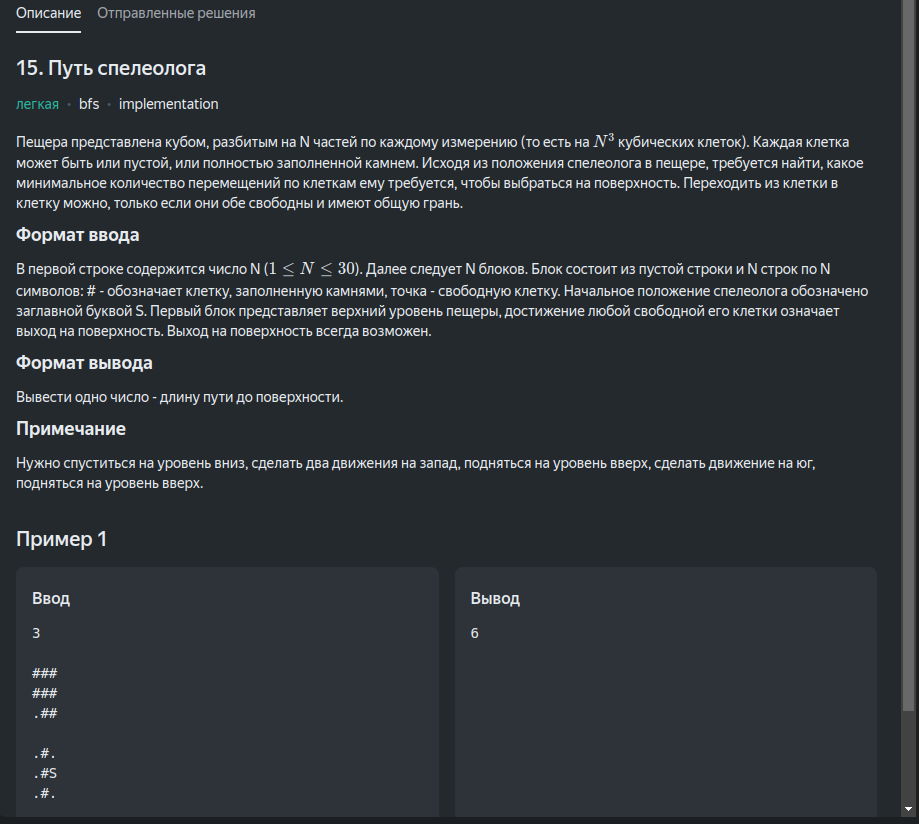 Описание Отправленные решения
15. Путь спелеолога
легкая • bfs • implementation
Пещера представлена кубом, разбитым на N частей по каждому измерению (то есть на N³ кубических клеток). Каждая клетка
может быть или пустой, или полностью заполненной камнем. Исходя из положения спелеолога в пещере, требуется найти, какое
минимальное количество перемещений по клеткам ему требуется, чтобы выбраться на поверхность. Переходить из клетки в
клетку можно, только если они обе свободны и имеют общую грань.
Формат ввода
В первой строке содержится число N (1 ≤ N ≤ 30). Далее следует N блоков. Блок состоит из пустой строки и N строк по N
символов: # - обозначает клетку, заполненную камнями, точка - свободную клетку. Начальное положение спелеолога обозначено
заглавной буквой S. Первый блок представляет верхний уровень пещеры, достижение любой свободной его клетки означает
выход на поверхность. Выход на поверхность всегда возможен.
Формат вывода
Вывести одно число - длину пути до поверхности.
Примечание
Нужно спуститься на уровень вниз, сделать два движения на запад, подняться на уровень вверх, сделать движение на юг,
подняться на уровень вверх.
Пример 1
Ввод
3
###
###
.##
.#.
.#S
.#.
Вывод
6